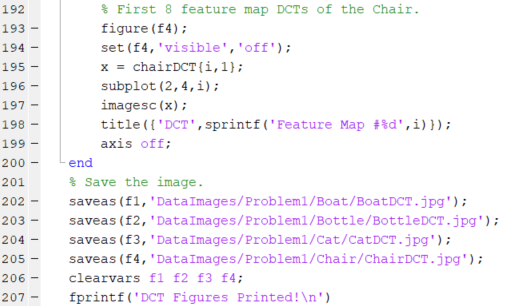 192 % First 8 feature map DCTs of the Chair.
193 – figure(f4);
194 – set(f4,'visible','off');
195 – x = chairDCT{i,1};
196 – subplot(2,4,i);
197 – imagesc(x);
198 – title({'DCT',sprintf('Feature Map #%d',i)});
199 – axis off;
200 – end
201 % Save the image.
202 – saveas(f1,'DataImages/Problem1/Boat/BoatDCT.jpg');
203 – saveas(f2,'DataImages/Problem1/Bottle/BottleDCT.jpg');
204 – saveas(f3,'DataImages/Problem1/Cat/CatDCT.jpg');
205 – saveas(f4,'DataImages/Problem1/Chair/ChairDCT.jpg');
206 – clearvars f1 f2 f3 f4;
207 – fprintf('DCT Figures Printed!\n')